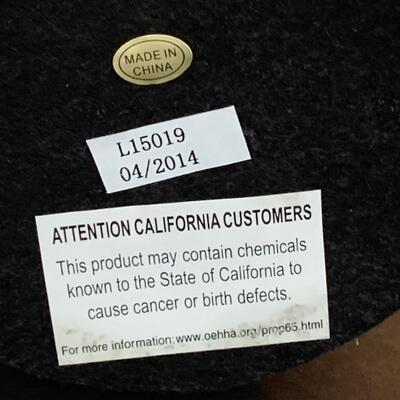 MADE IN
CHINA
L15019
04/2014
ATTENTION CALIFORNIA CUSTOMERS
This product may contain chemicals
known to the State of California to
cause cancer or birth defects.
For more information:www.oehha.org/prop65.html